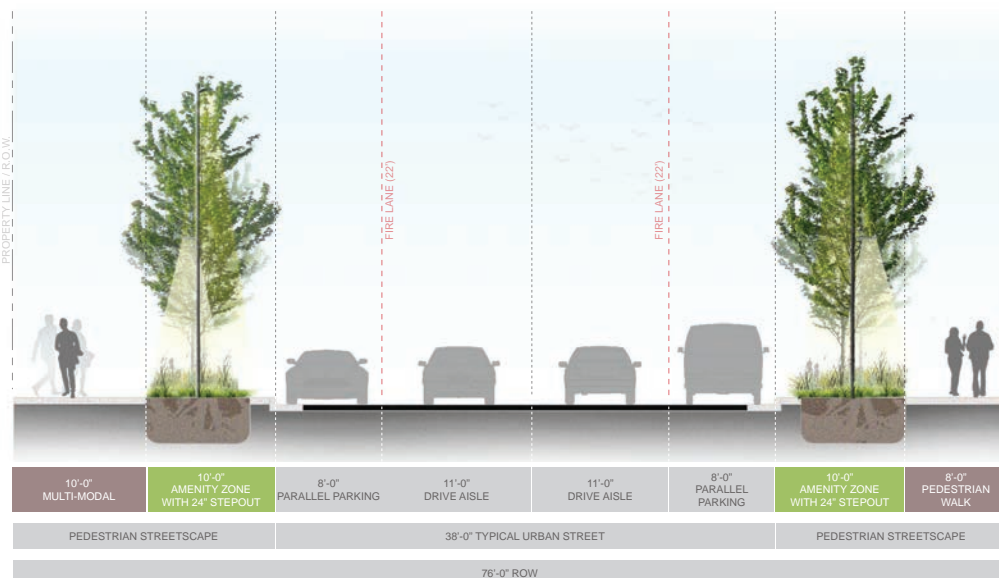 PROPERTY LINE / R.O.W
FIRE LANE (22')
FIRE LANE (22')
10'-0"
MULTI-MODAL
10'-0"
AMENITY ZONE
WITH 24" STEPOUT
8'-0"
PARALLEL PARKING
11'-0"
DRIVE AISLE
11'-0"
DRIVE AISLE
8'-0"
PARALLEL
PARKING
10'-0"
AMENITY ZONE
WITH 24" STEPOUT
8'-0"
PEDESTRIAN
WALK
PEDESTRIAN STREETSCAPE
38'-0" TYPICAL URBAN STREET
PEDESTRIAN STREETSCAPE
76'-0" ROW